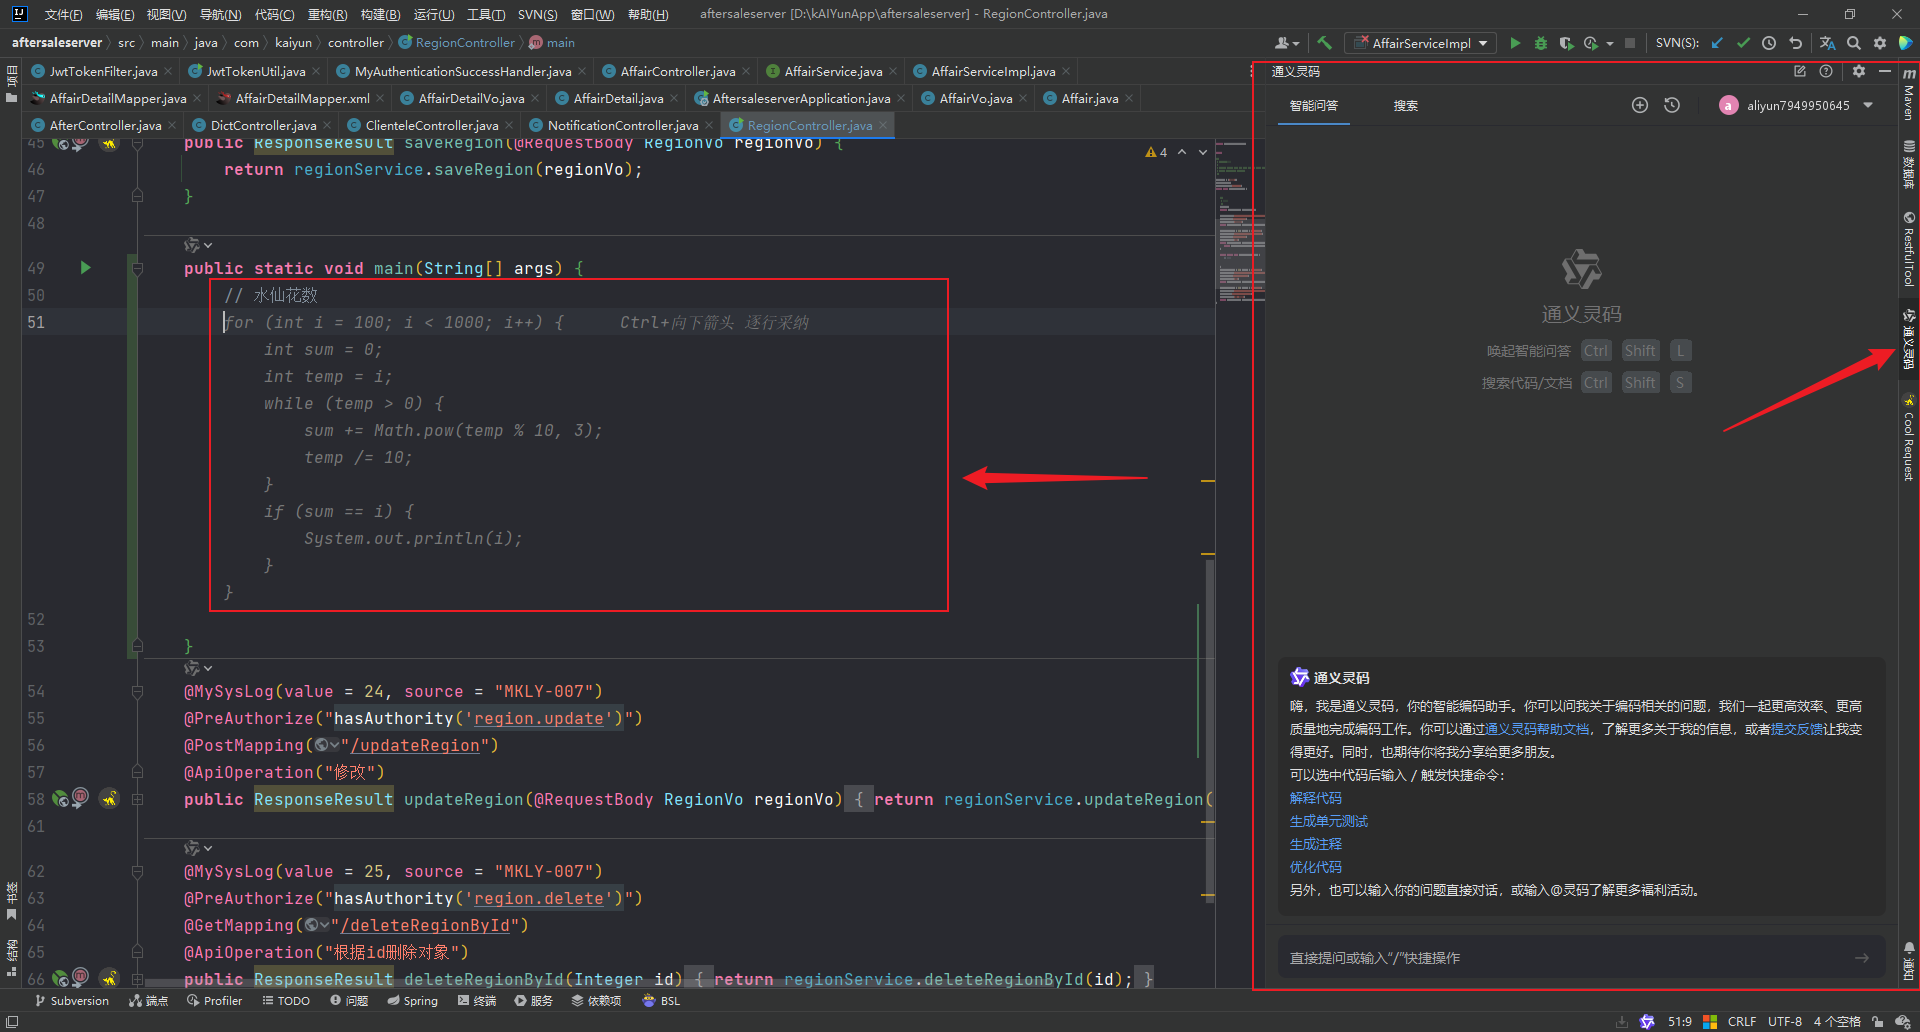 文件(F) 编辑(E) 视图(V) 导航(N) 代码(C) 重构(R) 构建(B) 运行(U) 工具(T) SVN(S) 窗口(W) 帮助(H) aftersaleserver [D:\kAIYunApp\aftersaleserver] - RegionController.java
aftersaleserver src main java com kaiyun controller RegionController main AffairServiceImpl SVN(S):
项目
JwtTokenFilter.java JwtTokenUtil.java MyAuthenticationSuccessHandler.java AffairController.java AffairService.java AffairServiceImpl.java
AffairDetailMapper.java AffairDetailMapper.xml AffairDetailVo.java AffairDetail.java AftersaleserverApplication.java AffairVo.java Affair.java
AfterController.java DictController.java ClienteleController.java NotificationController.java RegionController.java
4
45 public ResponseResult saveRegion(@RequestBody RegionVo regionVo) {
46 return regionService.saveRegion(regionVo);
47 }
48
49 public static void main(String[] args) {
50 // 水仙花数
51 for (int i = 100; i < 1000; i++) { Ctrl+向下箭头 逐行采纳
int sum = 0;
int temp = i;
while (temp > 0) {
sum += Math.pow(temp % 10, 3);
temp /= 10;
}
if (sum == i) {
System.out.println(i);
}
}
52
53 }
54 @MySysLog(value = 24, source = "MKLY-007")
55 @PreAuthorize("hasAuthority('region.update')")
56 @PostMapping("/updateRegion")
57 @ApiOperation("修改")
58 public ResponseResult updateRegion(@RequestBody RegionVo regionVo) { return regionService.updateRegion(
61
62 @MySysLog(value = 25, source = "MKLY-007")
63 @PreAuthorize("hasAuthority('region.delete')")
64 @GetMapping("/deleteRegionById")
65 @ApiOperation("根据id删除对象")
66 public ResponseResult deleteRegionById(Integer id) { return regionService.deleteRegionById(id); }
书签
结构
通义灵码
智能问答 搜索 a aliyun7949950645
通义灵码
唤起智能问答 Ctrl Shift L
搜索代码/文档 Ctrl Shift S
通义灵码
嗨，我是通义灵码，你的智能编码助手。你可以问我关于编码相关的问题，我们一起更高效率、更高
质量地完成编码工作。你可以通过通义灵码帮助文档，了解更多关于我的信息，或者提交反馈让我变
得更好。同时，也期待你将我分享给更多朋友。
可以选中代码后输入 / 触发快捷命令：
解释代码
生成单元测试
生成注释
优化代码
另外，也可以输入你的问题直接对话，或输入@灵码了解更多福利活动。
直接提问或输入“/”快捷操作
m Maven
数据库
RestfulTool
通义灵码
Cool Request
通知
Subversion 端点 Profiler TODO 问题 Spring 终端 服务 依赖项 BSL
51:9 CRLF UTF-8 4 个空格